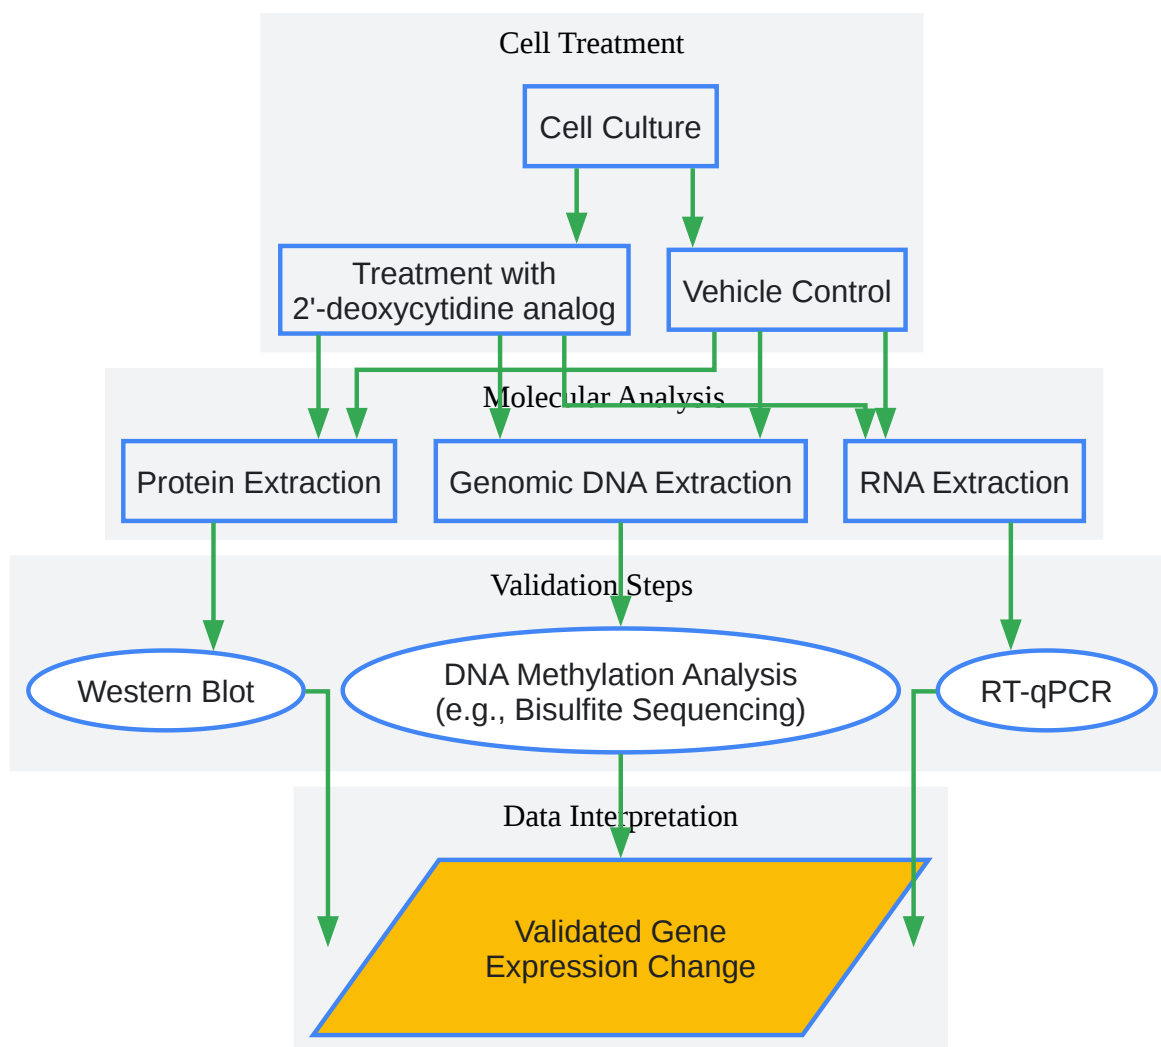 Cell Treatment
Cell Culture
Treatment with
2'-deoxycytidine analog
Vehicle Control
Molecular Analysis
Protein Extraction
Genomic DNA Extraction
RNA Extraction
Validation Steps
Western Blot
DNA Methylation Analysis
(e.g., Bisulfite Sequencing)
RT-qPCR
Data Interpretation
Validated Gene
Expression Change